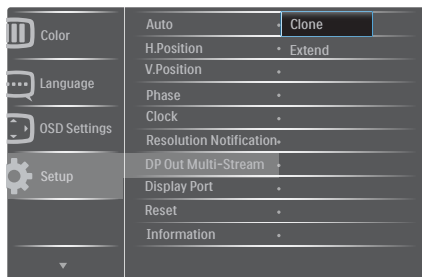 Color
Language
OSD Settings
Setup
Auto
H.Position
V.Position
Phase
Clock
Resolution Notification
DP Out Multi-Stream
Display Port
Reset
Information
Clone
Extend